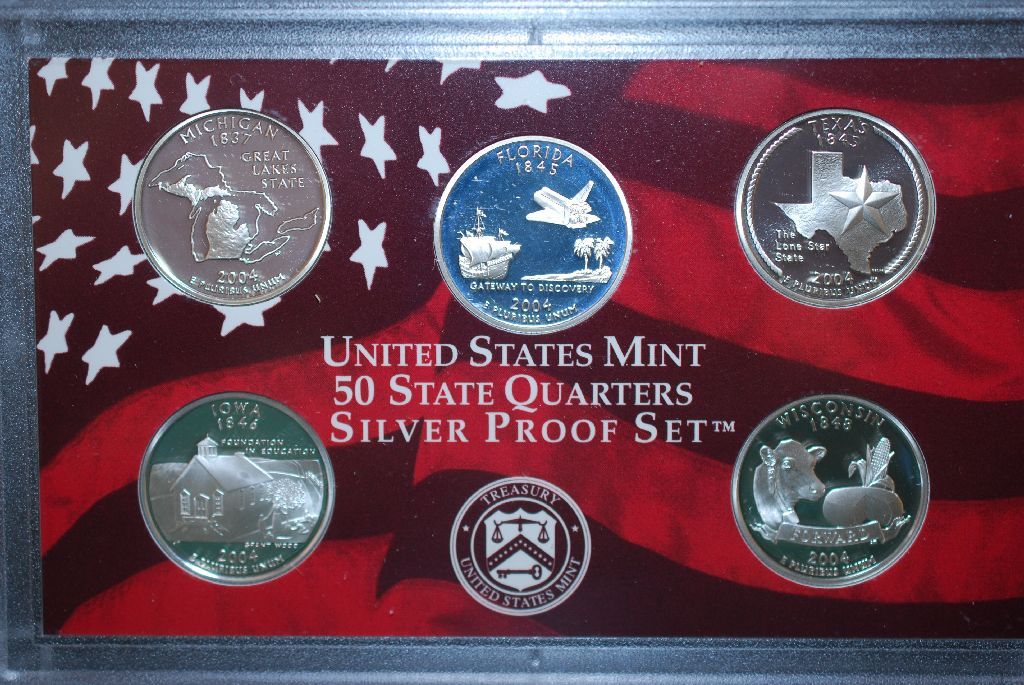 MICHIGAN
1837
GREAT
LAKES
STATE
2004
E PLURIBUS UNUM
FLORIDA
1845
GATEWAY TO DISCOVERY
2004
E PLURIBUS UNUM
TEXAS
1845
The
Lone Star
State
2004
E PLURIBUS UNUM
UNITED STATES MINT
50 STATE QUARTERS
SILVER PROOF SET™
IOWA
1846
FOUNDATION
IN EDUCATION
GRANT WOOD
2004
E PLURIBUS UNUM
TREASURY
UNITED STATES MINT
WISCONSIN
1848
FORWARD
2004
E PLURIBUS UNUM